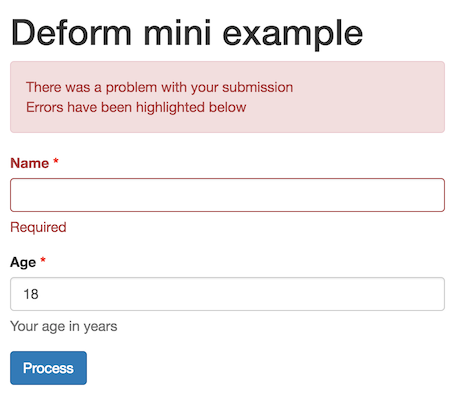 Deform mini example
There was a problem with your submission
Errors have been highlighted below
Name *
Required
Age *
18
Your age in years
Process